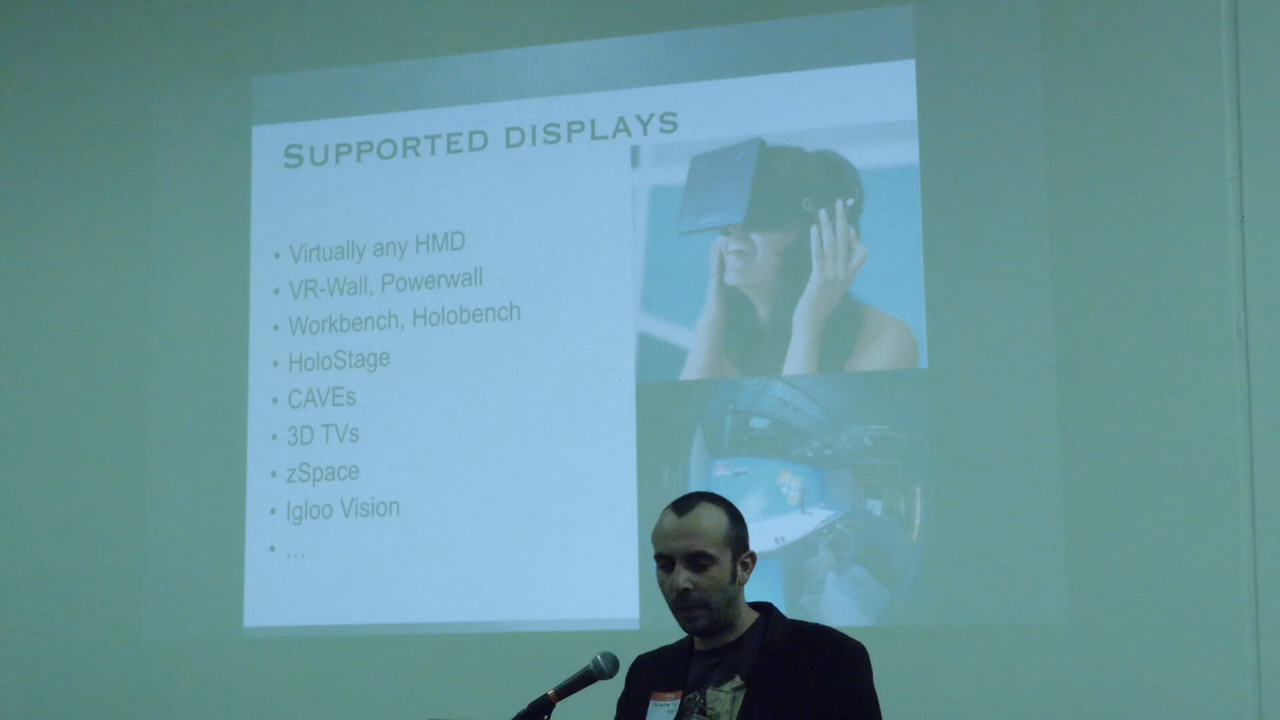 SUPPORTED DISPLAYS
• Virtually any HMD
• VR-Wall, Powerwall
• Workbench, Holobench
• HoloStage
• CAVEs
• 3D TVs
• zSpace
• Igloo Vision
• ...